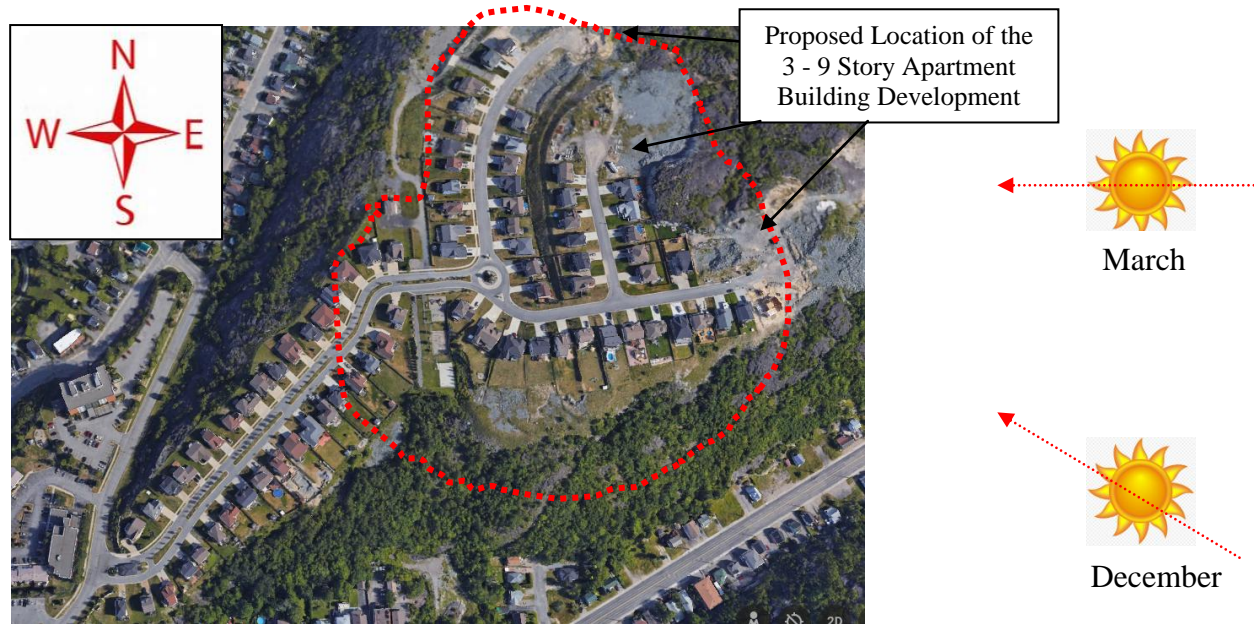 N
W E
S
Proposed Location of the
3 - 9 Story Apartment
Building Development
March
December
2D